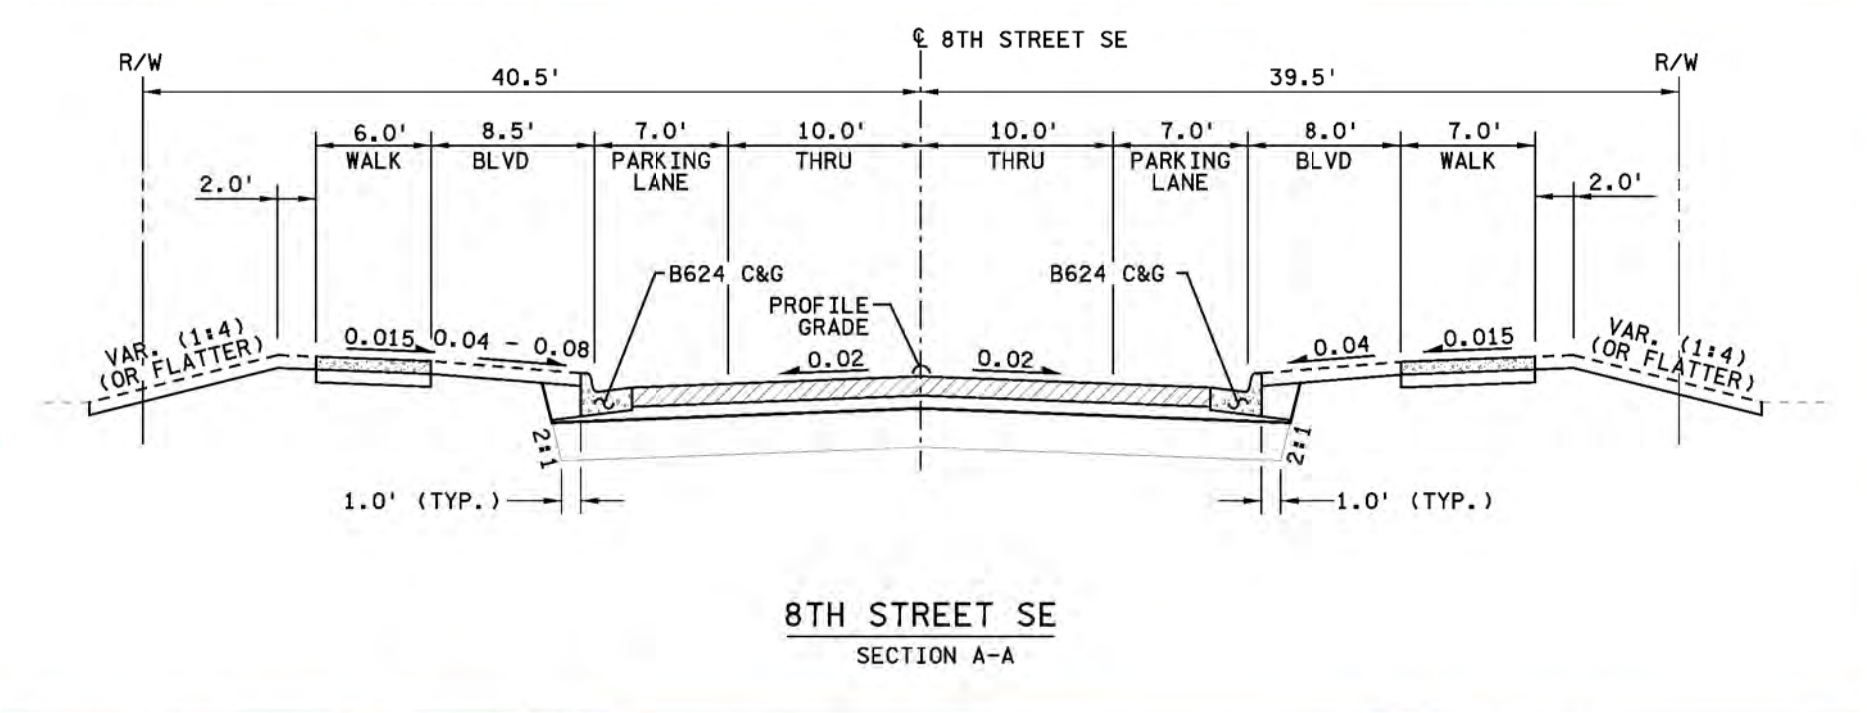 ℄ 8TH STREET SE
R/W
R/W
40.5'
39.5'
6.0'
8.5'
7.0'
10.0'
10.0'
7.0'
8.0'
7.0'
WALK
BLVD
PARKING
LANE
THRU
THRU
PARKING
LANE
BLVD
WALK
2.0'
2.0'
B624 C&G
B624 C&G
PROFILE
GRADE
VAR. (1:4)
(OR FLATTER)
0.015
0.04 - 0.08
0.02
0.02
0.04
0.015
VAR. (1:4)
(OR FLATTER)
2:1
2:1
1.0' (TYP.)
1.0' (TYP.)
8TH STREET SE
SECTION A-A